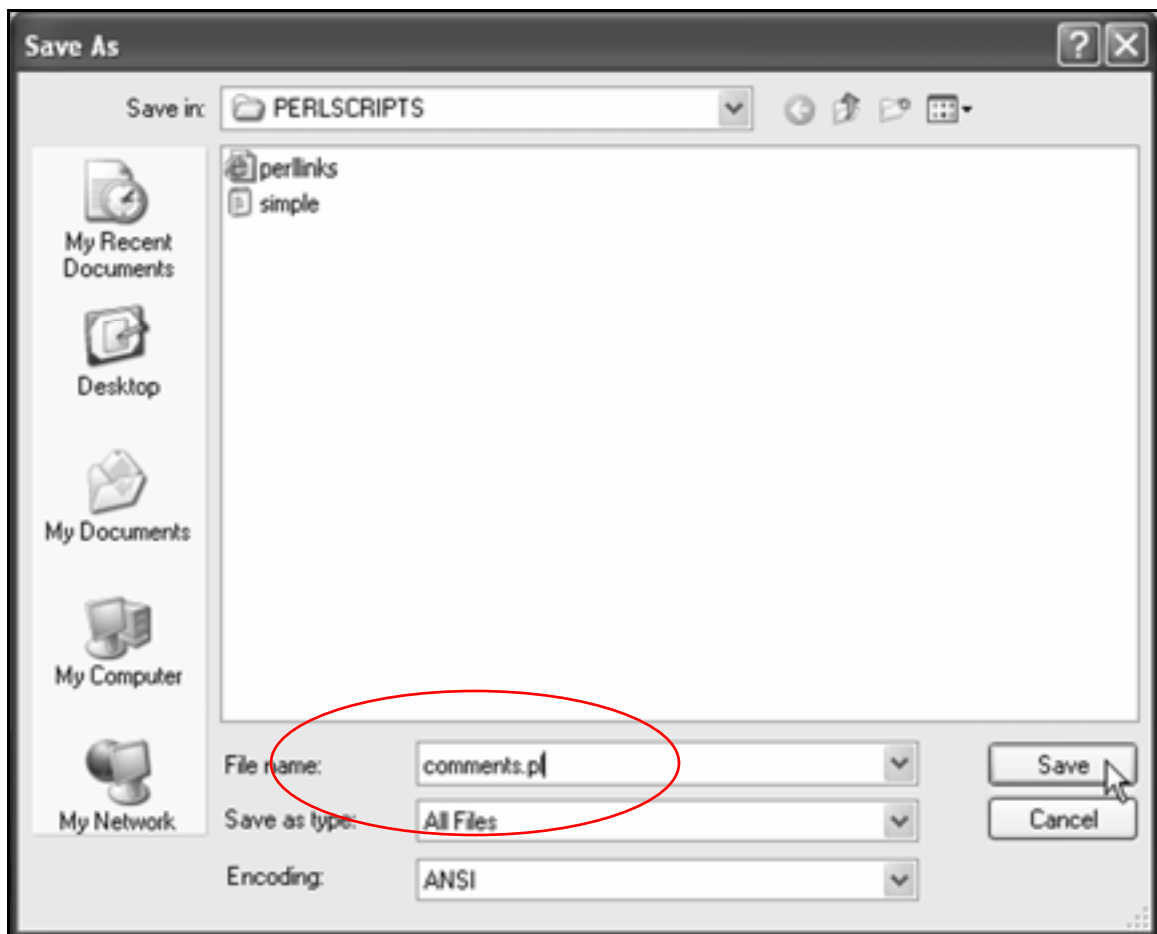 Save As
Save in: PERLSCRIPTS
perllinks
simple
My Recent
Documents
Desktop
My Documents
My Computer
My Network
File name: comments.pl Save
Save as type: All Files Cancel
Encoding: ANSI